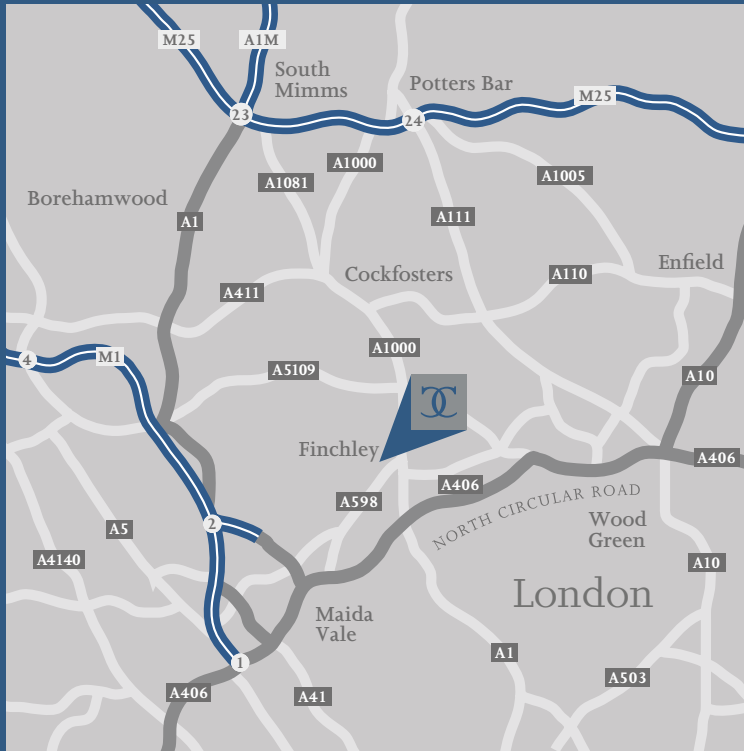 M25
A1M
South
Mimms
Potters Bar
M25
23
24
A1000
A1081
A1005
Borehamwood
A1
A111
Cockfosters
Enfield
A110
A411
A1000
M1
4
A5109
A10
Finchley
A406
A406
A598
NORTH CIRCULAR ROAD
Wood
Green
2
A5
A4140
A10
London
Maida
Vale
A1
1
A406
A41
A503